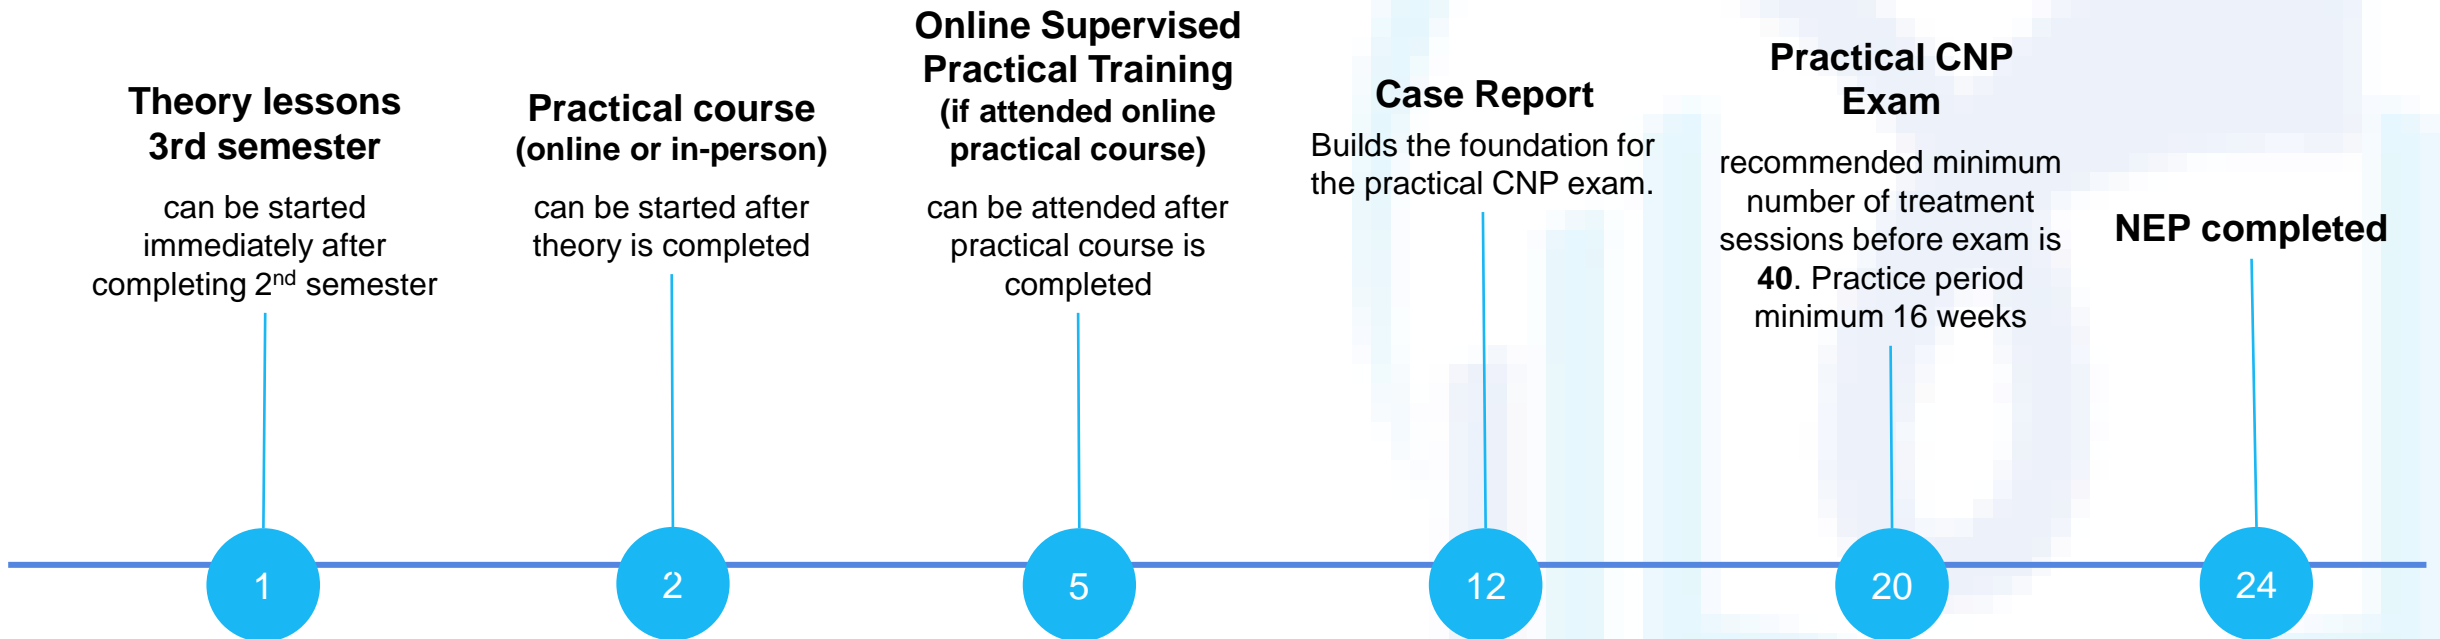 Theory lessons
3rd semester
can be started
immediately after
completing 2nd semester
Practical course
(online or in-person)
can be started after
theory is completed
Online Supervised
Practical Training
(if attended online
practical course)
can be attended after
practical course is
completed
Case Report
Builds the foundation for
the practical CNP exam.
Practical CNP
Exam
recommended minimum
number of treatment
sessions before exam is
40. Practice period
minimum 16 weeks
NEP completed
1
2
5
12
20
24